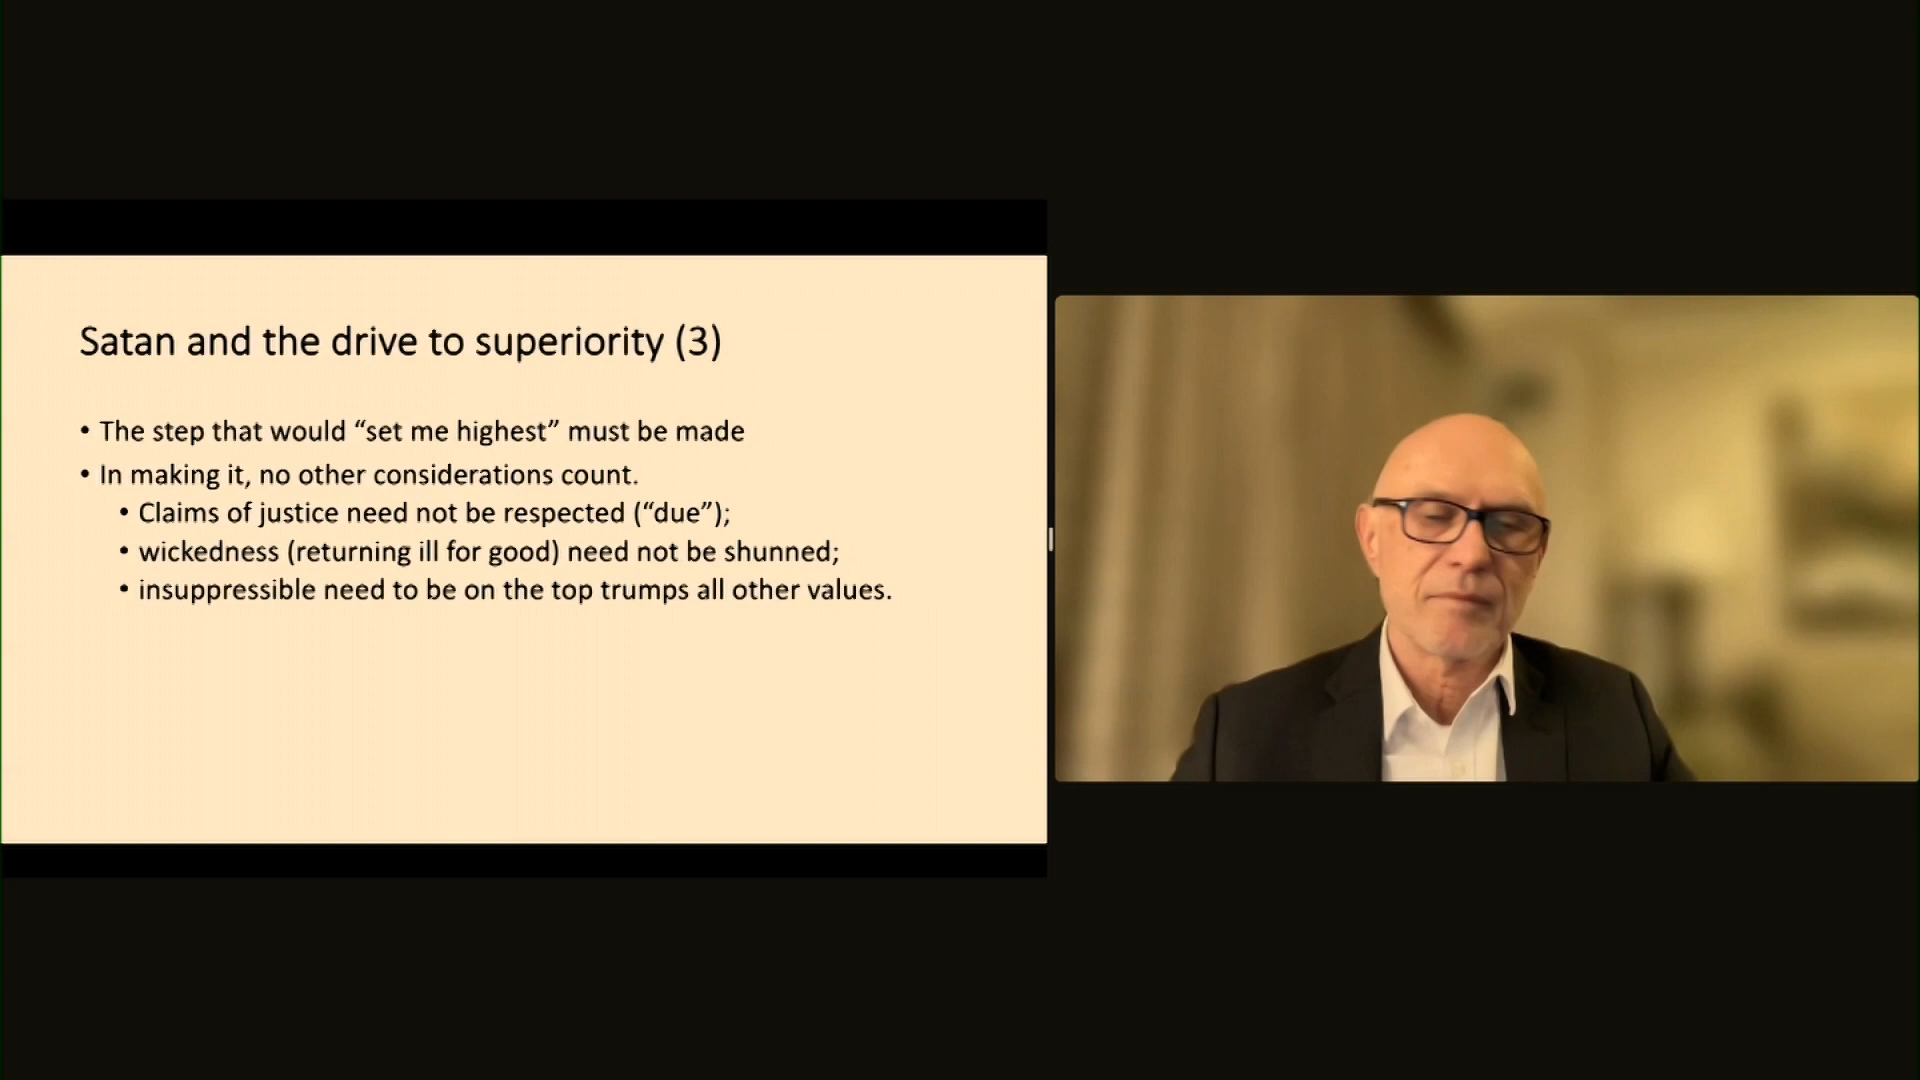 Satan and the drive to superiority (3)
• The step that would “set me highest” must be made
• In making it, no other considerations count.
• Claims of justice need not be respected (“due”);
• wickedness (returning ill for good) need not be shunned;
• insuppressible need to be on the top trumps all other values.